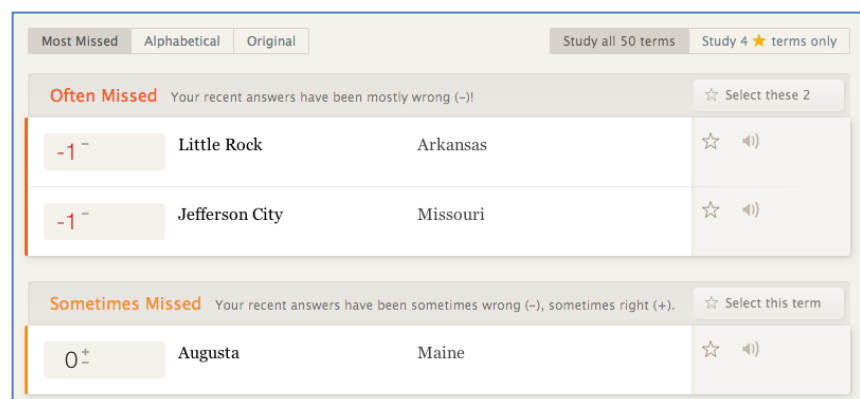 Most Missed Alphabetical Original Study all 50 terms Study 4 ★ terms only
Often Missed Your recent answers have been mostly wrong (–)! ☆ Select these 2
-1 – Little Rock Arkansas
-1 – Jefferson City Missouri
Sometimes Missed Your recent answers have been sometimes wrong (–), sometimes right (+). ☆ Select this term
0 + – Augusta Maine